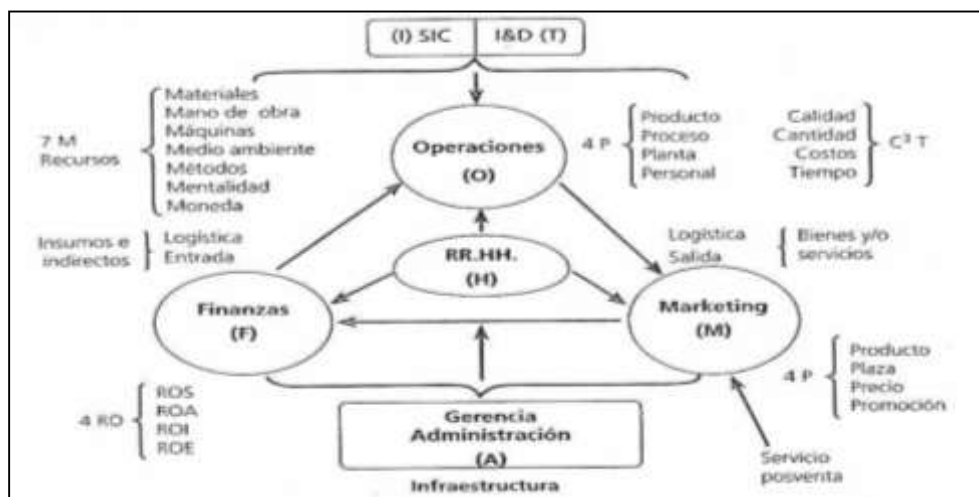 (I) SIC
I&D (T)
7 M
Recursos
Materiales
Mano de obra
Máquinas
Medio ambiente
Métodos
Mentalidad
Moneda
Operaciones
(O)
4 P
Producto
Proceso
Planta
Personal
Calidad
Cantidad
Costos
Tiempo
C³ T
Insumos e
indirectos
Logística
Entrada
RR.HH.
(H)
Logística
Salida
Bienes y/o
servicios
Finanzas
(F)
Marketing
(M)
4 RO
ROS
ROA
ROI
ROE
Gerencia
Administración
(A)
Infraestructura
4 P
Producto
Plaza
Precio
Promoción
Servicio
posventa